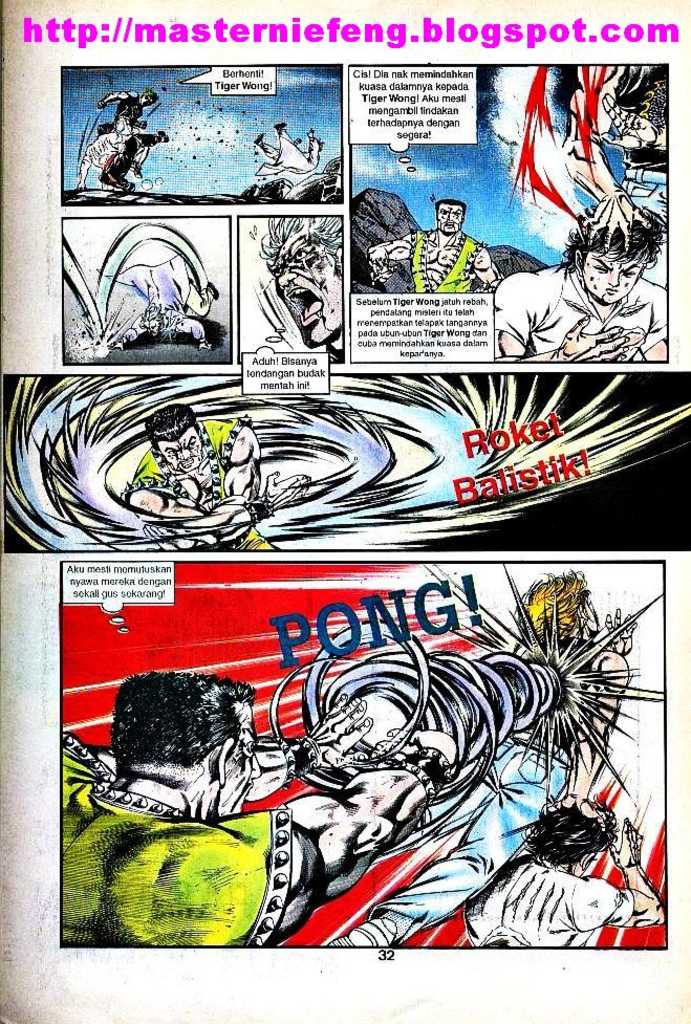 http://masterniefeng.blogspot.com
Berhenti!
Tiger Wong!
Cis! Dia nak memindahkan
kuasa dalamnya kepada
Tiger Wong! Aku mesti
mengambil tindakan
terhadapnya dengan
segera!
Sebelum Tiger Wong jatuh rebah,
pendatang misteri itu telah
menempatkan telapak tangannya
pada ubun-ubun Tiger Wong dan
memindahkan kuasa dalam
kepadanya.
Aduh! Bisanya
tendangan budak
mentah ini!
Roket
Balistik!
Aku mesti memutuskan
nyawa mereka dengan
sekali gus sekarang!
PONG!
32